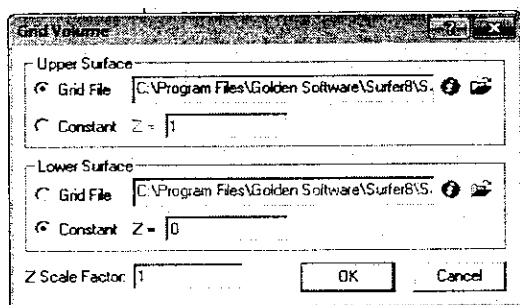 Grid Volume
Upper Surface
Grid File C:\Program Files\Golden Software\Surfer8\S.
Constant Z = 1
Lower Surface
Grid File C:\Program Files\Golden Software\Surfer8\S.
Constant Z = 0
Z Scale Factor: 1 OK Cancel